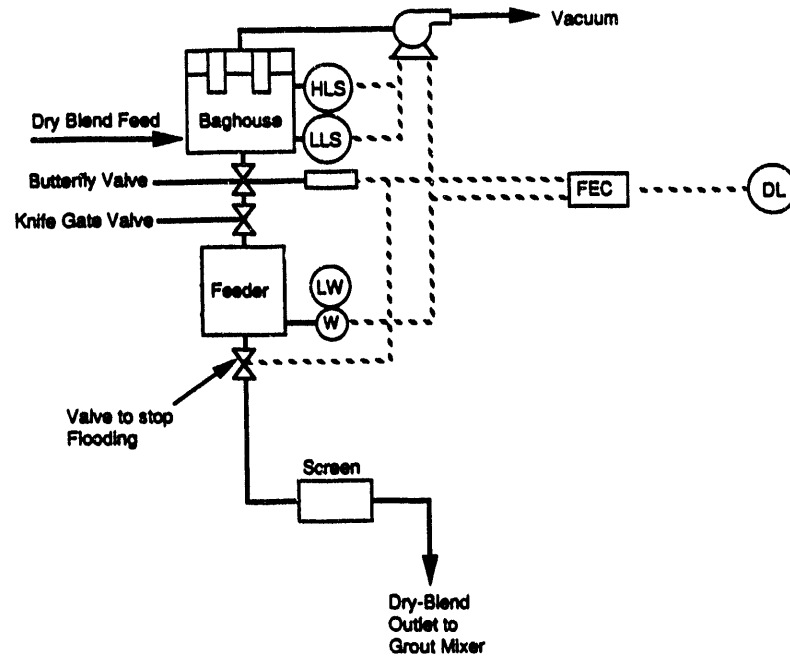 Vacuum
HLS
Dry Blend Feed
Baghouse
LLS
Butterfly Valve
FEC
DL
Knife Gate Valve
Feeder
LW
W
Valve to stop
Flooding
Screen
Dry-Blend
Outlet to
Grout Mixer